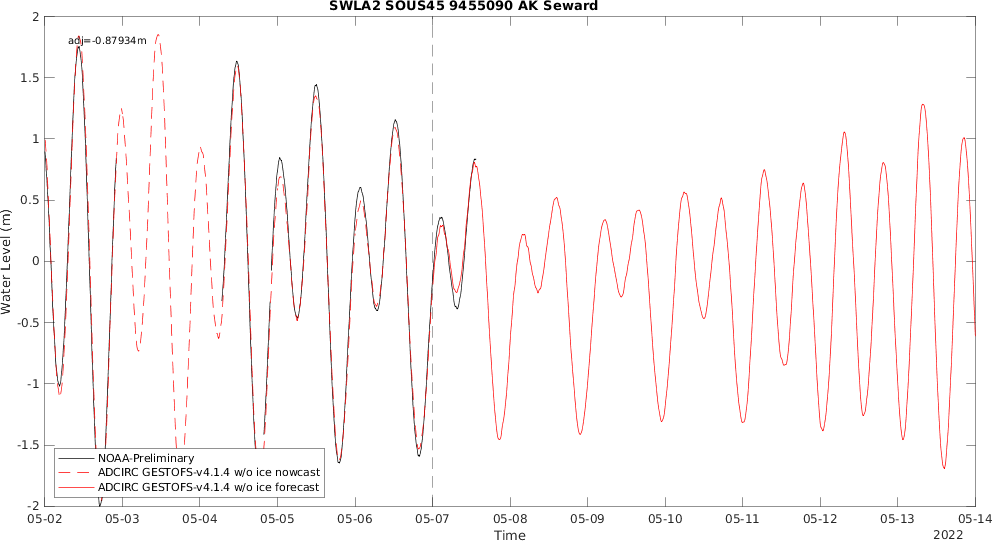 SWLA2 SOUS45 9455090 AK Seward
adj=-0.87934m
Water Level (m)
2
1.5
1
0.5
0
-0.5
-1
-1.5
-2
NOAA-Preliminary
ADCIRC GESTOFS-v4.1.4 w/o ice nowcast
ADCIRC GESTOFS-v4.1.4 w/o ice forecast
05-02 05-03 05-04 05-05 05-06 05-07 05-08 05-09 05-10 05-11 05-12 05-13 05-14
Time
2022